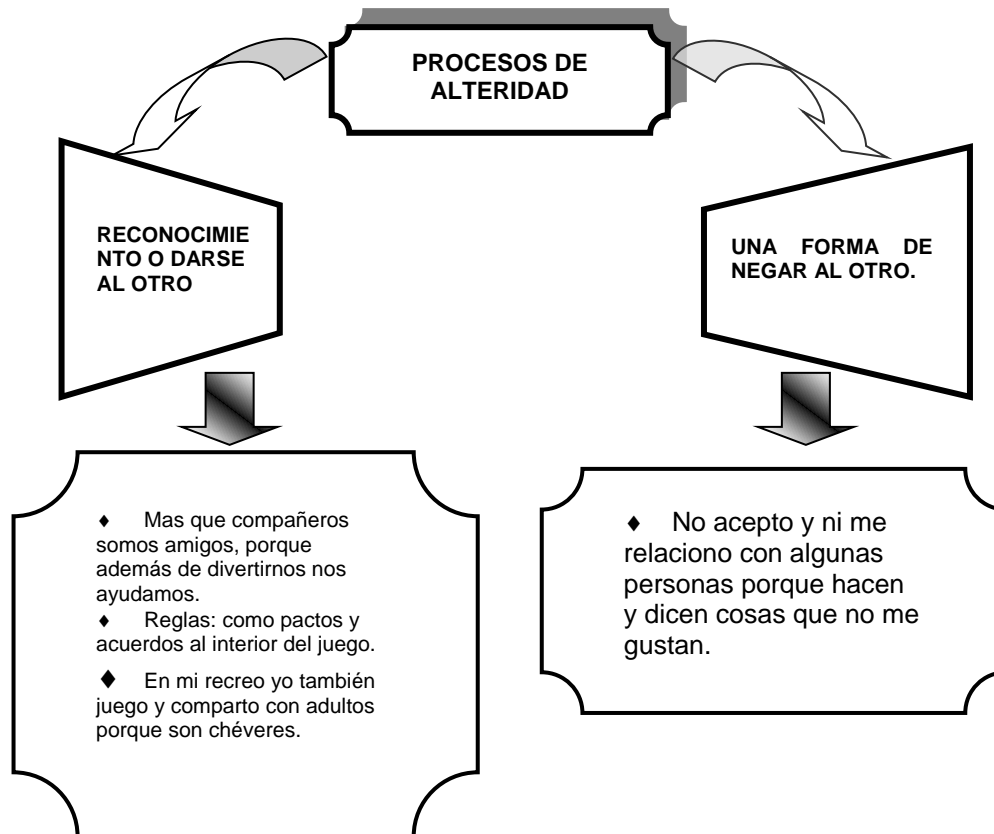 PROCESOS DE
ALTERIDAD
RECONOCIMIE
NTO O DARSE
AL OTRO
UNA FORMA DE
NEGAR AL OTRO.
♦ Mas que compañeros
somos amigos, porque
además de divertirnos nos
ayudamos.
♦ Reglas: como pactos y
acuerdos al interior del juego.
♦ En mi recreo yo también
juego y comparto con adultos
porque son chéveres.
♦ No acepto y ni me
relaciono con algunas
personas porque hacen
y dicen cosas que no me
gustan.